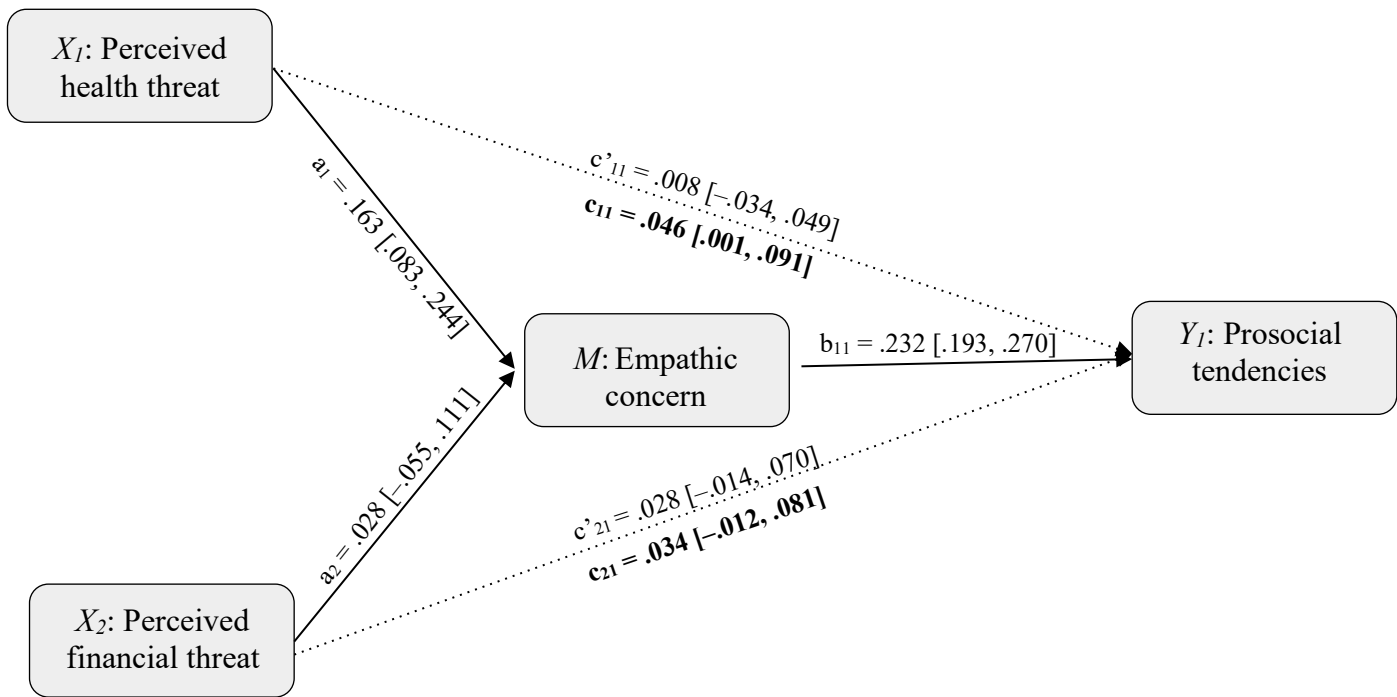 X1: Perceived
health threat
a1 = .163 [.083, .244]
c’11 = .008 [–.034, .049]
c11 = .046 [.001, .091]
M: Empathic
concern
b11 = .232 [.193, .270]
Y1: Prosocial
tendencies
a2 = .028 [–.055, .111]
c’21 = .028 [–.014, .070]
c21 = .034 [–.012, .081]
X2: Perceived
financial threat